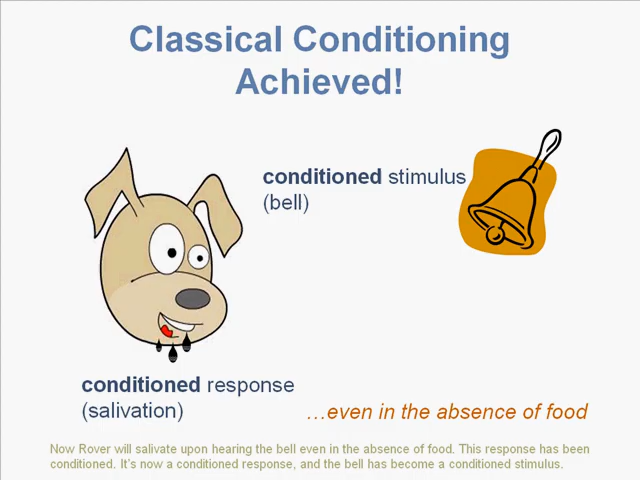 Classical Conditioning
Achieved!
conditioned stimulus
(bell)
conditioned response
(salivation)
…even in the absence of food
Now Rover will salivate upon hearing the bell even in the absence of food. This response has been
conditioned. It's now a conditioned response, and the bell has become a conditioned stimulus.